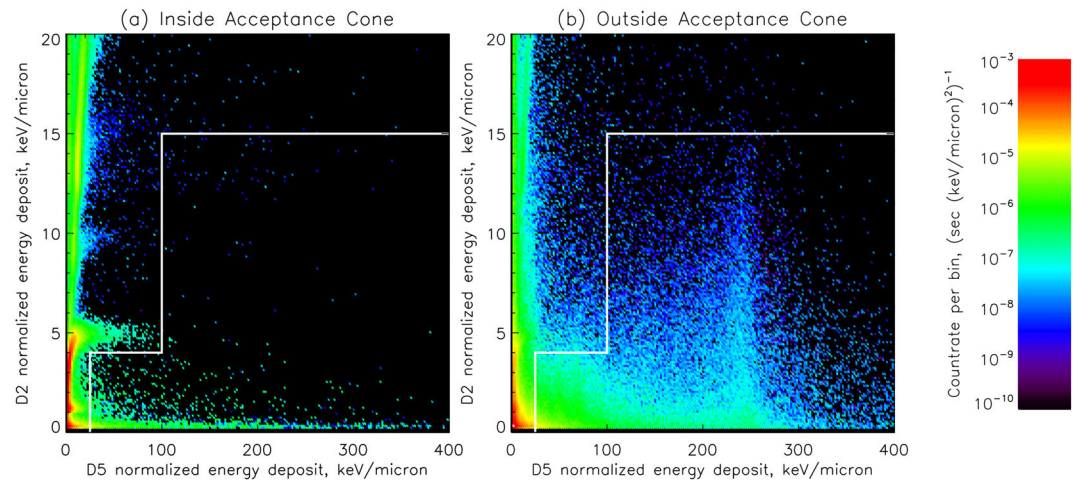 (a) Inside Acceptance Cone
(b) Outside Acceptance Cone
D2 normalized energy deposit, keV/micron
20
15
10
5
0
0 100 200 300 400
D5 normalized energy deposit, keV/micron
D2 normalized energy deposit, keV/micron
20
15
10
5
0
0 100 200 300 400
D5 normalized energy deposit, keV/micron
Countrate per bin, (sec (keV/micron)²)⁻¹
10⁻³
10⁻⁴
10⁻⁵
10⁻⁶
10⁻⁷
10⁻⁸
10⁻⁹
10⁻¹⁰